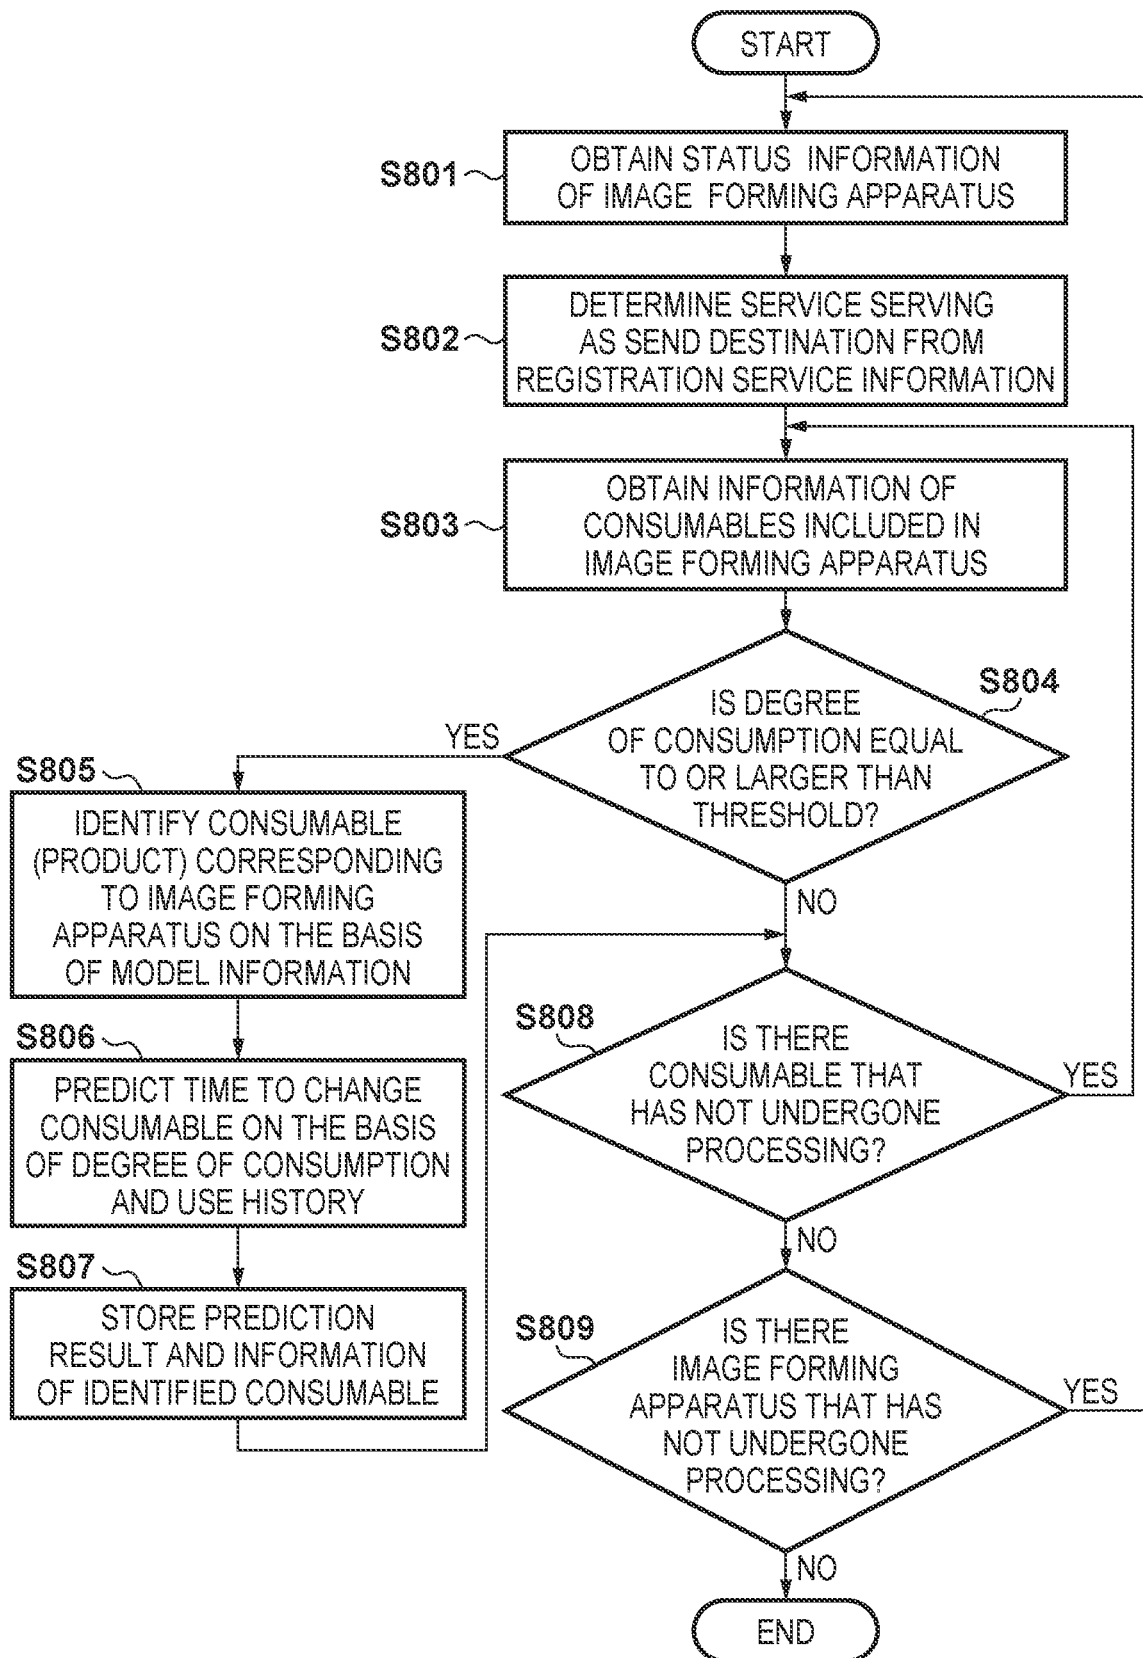 START
S801
OBTAIN STATUS INFORMATION
OF IMAGE FORMING APPARATUS
S802
DETERMINE SERVICE SERVING
AS SEND DESTINATION FROM
REGISTRATION SERVICE INFORMATION
S803
OBTAIN INFORMATION OF
CONSUMABLES INCLUDED IN
IMAGE FORMING APPARATUS
S804
IS DEGREE
OF CONSUMPTION EQUAL
TO OR LARGER THAN
THRESHOLD?
YES
NO
S805
IDENTIFY CONSUMABLE
(PRODUCT) CORRESPONDING
TO IMAGE FORMING
APPARATUS ON THE BASIS
OF MODEL INFORMATION
S806
PREDICT TIME TO CHANGE
CONSUMABLE ON THE BASIS
OF DEGREE OF CONSUMPTION
AND USE HISTORY
S807
STORE PREDICTION
RESULT AND INFORMATION
OF IDENTIFIED CONSUMABLE
S808
IS THERE
CONSUMABLE THAT
HAS NOT UNDERGONE
PROCESSING?
YES
NO
S809
IS THERE
IMAGE FORMING
APPARATUS THAT HAS
NOT UNDERGONE
PROCESSING?
YES
NO
END